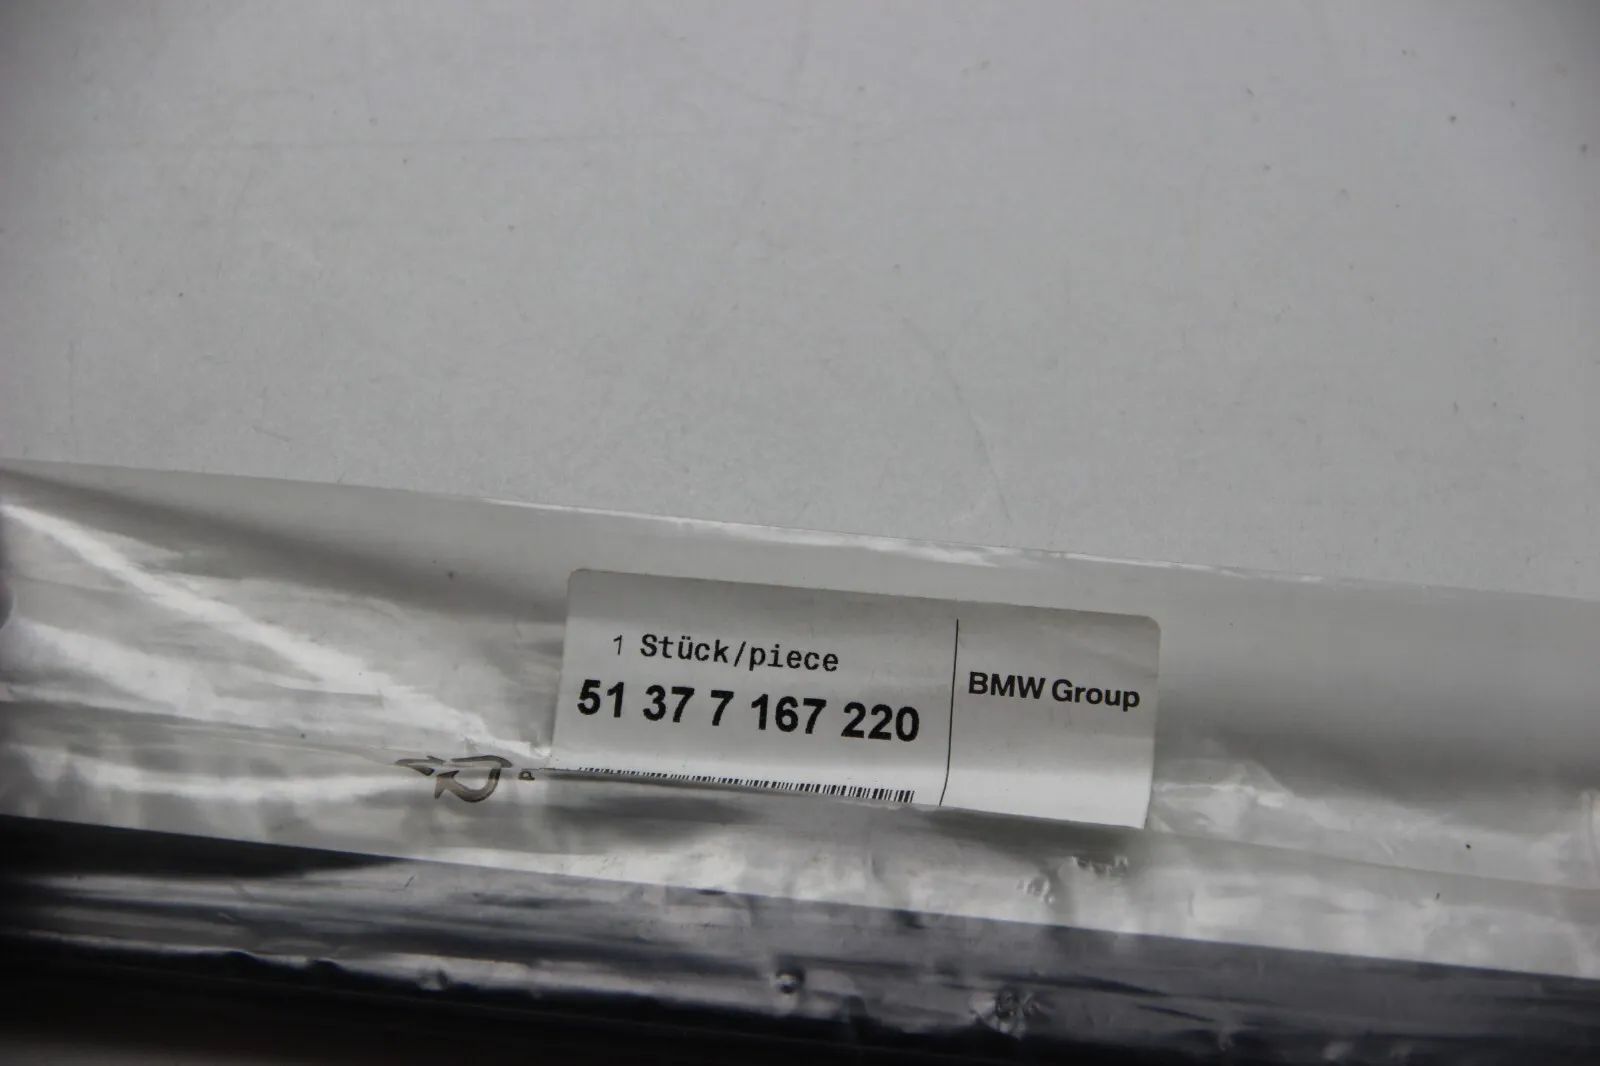 1 Stück/piece
51 37 7 167 220
BMW Group
P